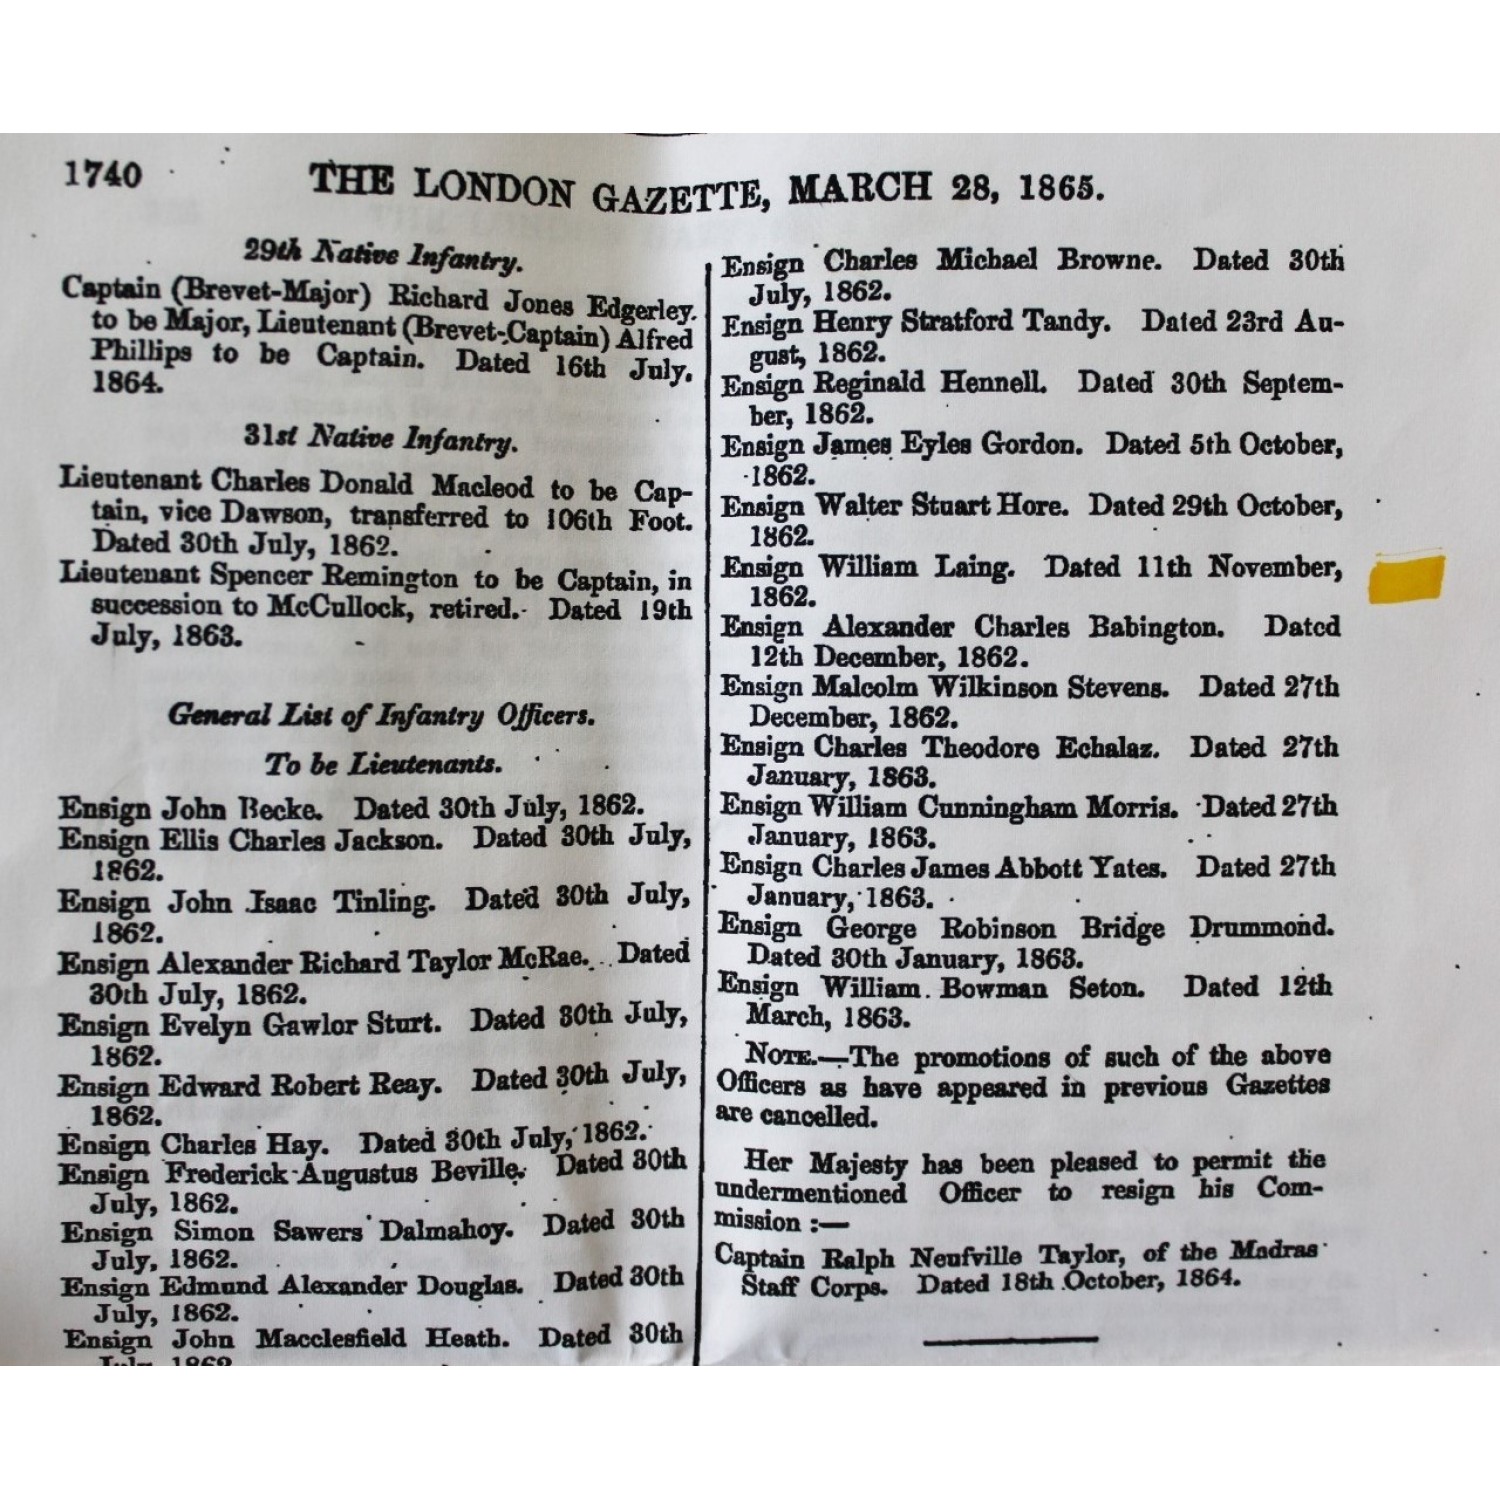 1740
THE LONDON GAZETTE, MARCH 28, 1865.
29th Native Infantry.
Captain (Brevet-Major) Richard Jones Edgerley.
to be Major, Lieutenant (Brevet-Captain) Alfred
Phillips to be Captain. Dated 16th July,
1864.
31st Native Infantry.
Lieutenant Charles Donald Macleod to be Cap-
tain, vice Dawson, transferred to 106th Foot.
Dated 30th July, 1862.
Lieutenant Spencer Remington to be Captain, in
succession to McCullock, retired. Dated 19th
July, 1863.
General List of Infantry Officers.
To be Lieutenants.
Ensign John Becke. Dated 30th July, 1862.
Ensign Ellis Charles Jackson. Dated 30th July,
1862.
Ensign John Isaac Tinling. Dated 30th July,
1862.
Ensign Alexander Richard Taylor McRae. Dated
30th July, 1862.
Ensign Evelyn Gawlor Sturt. Dated 30th July,
1862.
Ensign Edward Robert Reay. Dated 30th July,
1862.
Ensign Charles Hay. Dated 30th July, 1862.
Ensign Frederick Augustus Beville. Dated 30th
July, 1862.
Ensign Simon Sawers Dalmahoy. Dated 30th
July, 1862.
Ensign Edmund Alexander Douglas. Dated 30th
July, 1862.
Ensign John Macclesfield Heath. Dated 30th
July, 1862
Ensign Charles Michael Browne. Dated 30th
July, 1862.
Ensign Henry Stratford Tandy. Dated 23rd Au-
gust, 1862.
Ensign Reginald Hennell. Dated 30th Septem-
ber, 1862.
Ensign James Eyles Gordon. Dated 5th October,
1862.
Ensign Walter Stuart Hore. Dated 29th October,
1862.
Ensign William Laing. Dated 11th November,
1862.
Ensign Alexander Charles Babington. Dated
12th December, 1862.
Ensign Malcolm Wilkinson Stevens. Dated 27th
December, 1862.
Ensign Charles Theodore Echalaz. Dated 27th
January, 1863.
Ensign William Cunningham Morris. Dated 27th
January, 1863.
Ensign Charles James Abbott Yates. Dated 27th
January, 1863.
Ensign George Robinson Bridge Drummond.
Dated 30th January, 1863.
Ensign William Bowman Seton. Dated 12th
March, 1863.
NOTE.—The promotions of such of the above
Officers as have appeared in previous Gazettes
are cancelled.
Her Majesty has been pleased to permit the
undermentioned Officer to resign his Com-
mission :—
Captain Ralph Neufville Taylor, of the Madras
Staff Corps. Dated 18th October, 1864.